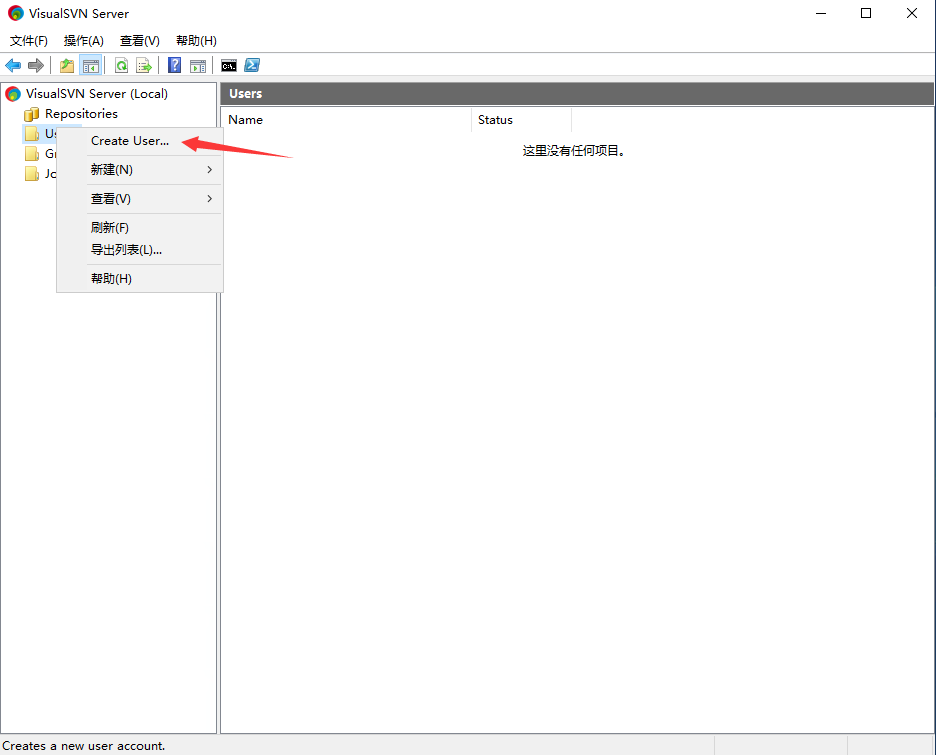 VisualSVN Server
文件(F) 操作(A) 查看(V) 帮助(H)
VisualSVN Server (Local)
Repositories
Us
Gr
Jo
Create User...
新建(N)
查看(V)
刷新(F)
导出列表(L)...
帮助(H)
Users
Name Status
这里没有任何项目。
Creates a new user account.